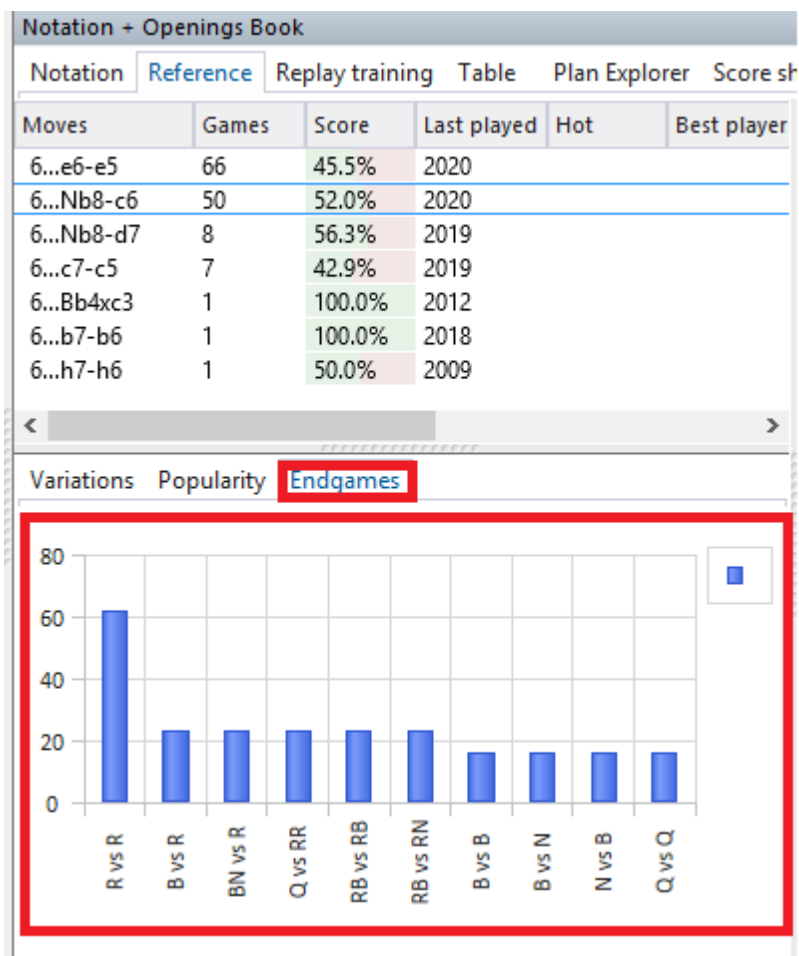 Notation + Openings Book
Notation Reference Replay training Table Plan Explorer Score sh
Moves Games Score Last played Hot Best player
6...e6-e5 66 45.5% 2020
6...Nb8-c6 50 52.0% 2020
6...Nb8-d7 8 56.3% 2019
6...c7-c5 7 42.9% 2019
6...Bb4xc3 1 100.0% 2012
6...b7-b6 1 100.0% 2018
6...h7-h6 1 50.0% 2009
Variations Popularity Endgames
80
60
40
20
0
R vs R
B vs R
BN vs R
Q vs RR
RB vs RB
RB vs RN
B vs B
B vs N
N vs B
Q vs Q